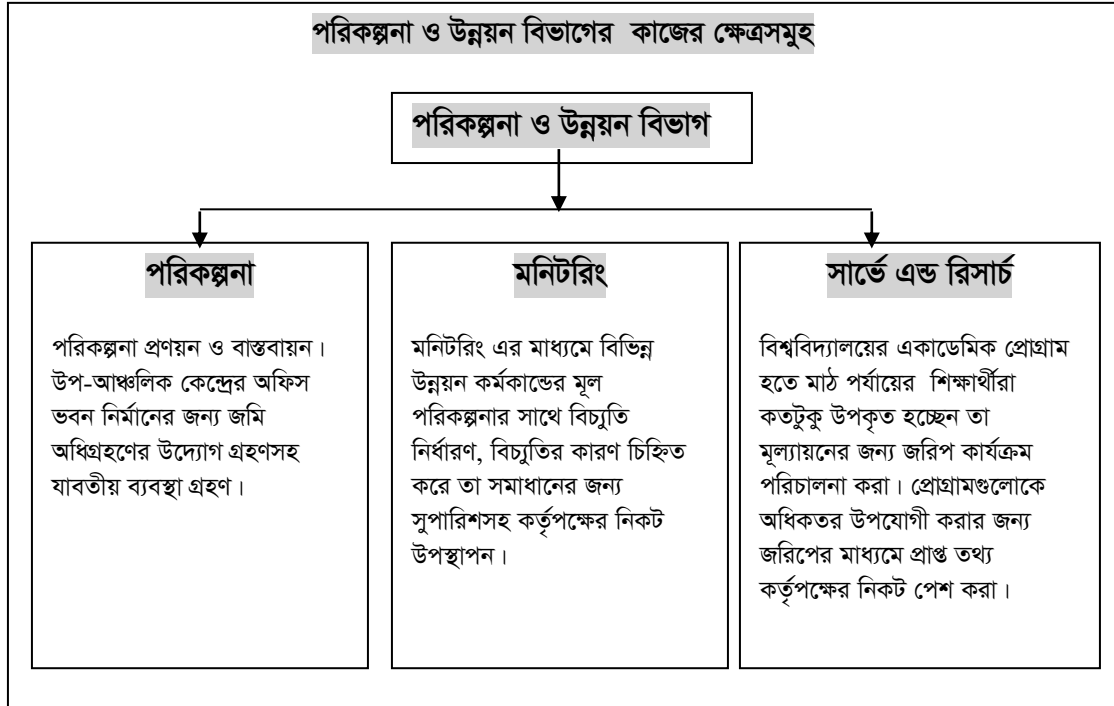 পরিকল্পনা ও উন্নয়ন বিভাগের কাজের ক্ষেত্রসমুহ
পরিকল্পনা ও উন্নয়ন বিভাগ
পরিকল্পনা
পরিকল্পনা প্রণয়ন ও বাস্তবায়ন।
উপ-আঞ্চলিক কেন্দ্রের অফিস
ভবন নির্মানের জন্য জমি
অধিগ্রহণের উদ্যোগ গ্রহণসহ
যাবতীয় ব্যবস্থা গ্রহণ।
মনিটরিং
মনিটরিং এর মাধ্যমে বিভিন্ন
উন্নয়ন কর্মকান্ডের মূল
পরিকল্পনার সাথে বিচ্যুতি
নির্ধারণ, বিচ্যুতির কারণ চিহ্নিত
করে তা সমাধানের জন্য
সুপারিশসহ কর্তৃপক্ষের নিকট
উপস্থাপন।
সার্ভে এন্ড রিসার্চ
বিশ্ববিদ্যালয়ের একাডেমিক প্রোগ্রাম
হতে মাঠ পর্যায়ের শিক্ষার্থীরা
কতটুকু উপকৃত হচ্ছেন তা
মূল্যায়নের জন্য জরিপ কার্যক্রম
পরিচালনা করা। প্রোগ্রামগুলোকে
অধিকতর উপযোগী করার জন্য
জরিপের মাধ্যমে প্রাপ্ত তথ্য
কর্তৃপক্ষের নিকট পেশ করা।